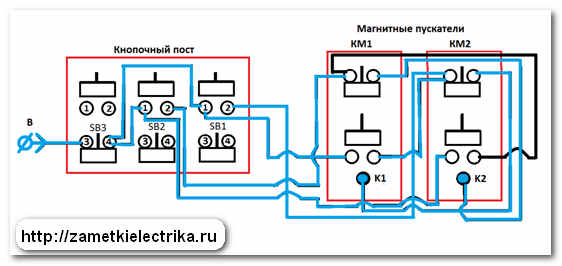 Магнитные пускатели
Кнопочный пост
КМ1
КМ2
В
1
2
1
2
1
2
SB3
SB2
SB1
3
4
3
4
3
4
К1
К2
http://zametkielectrika.ru